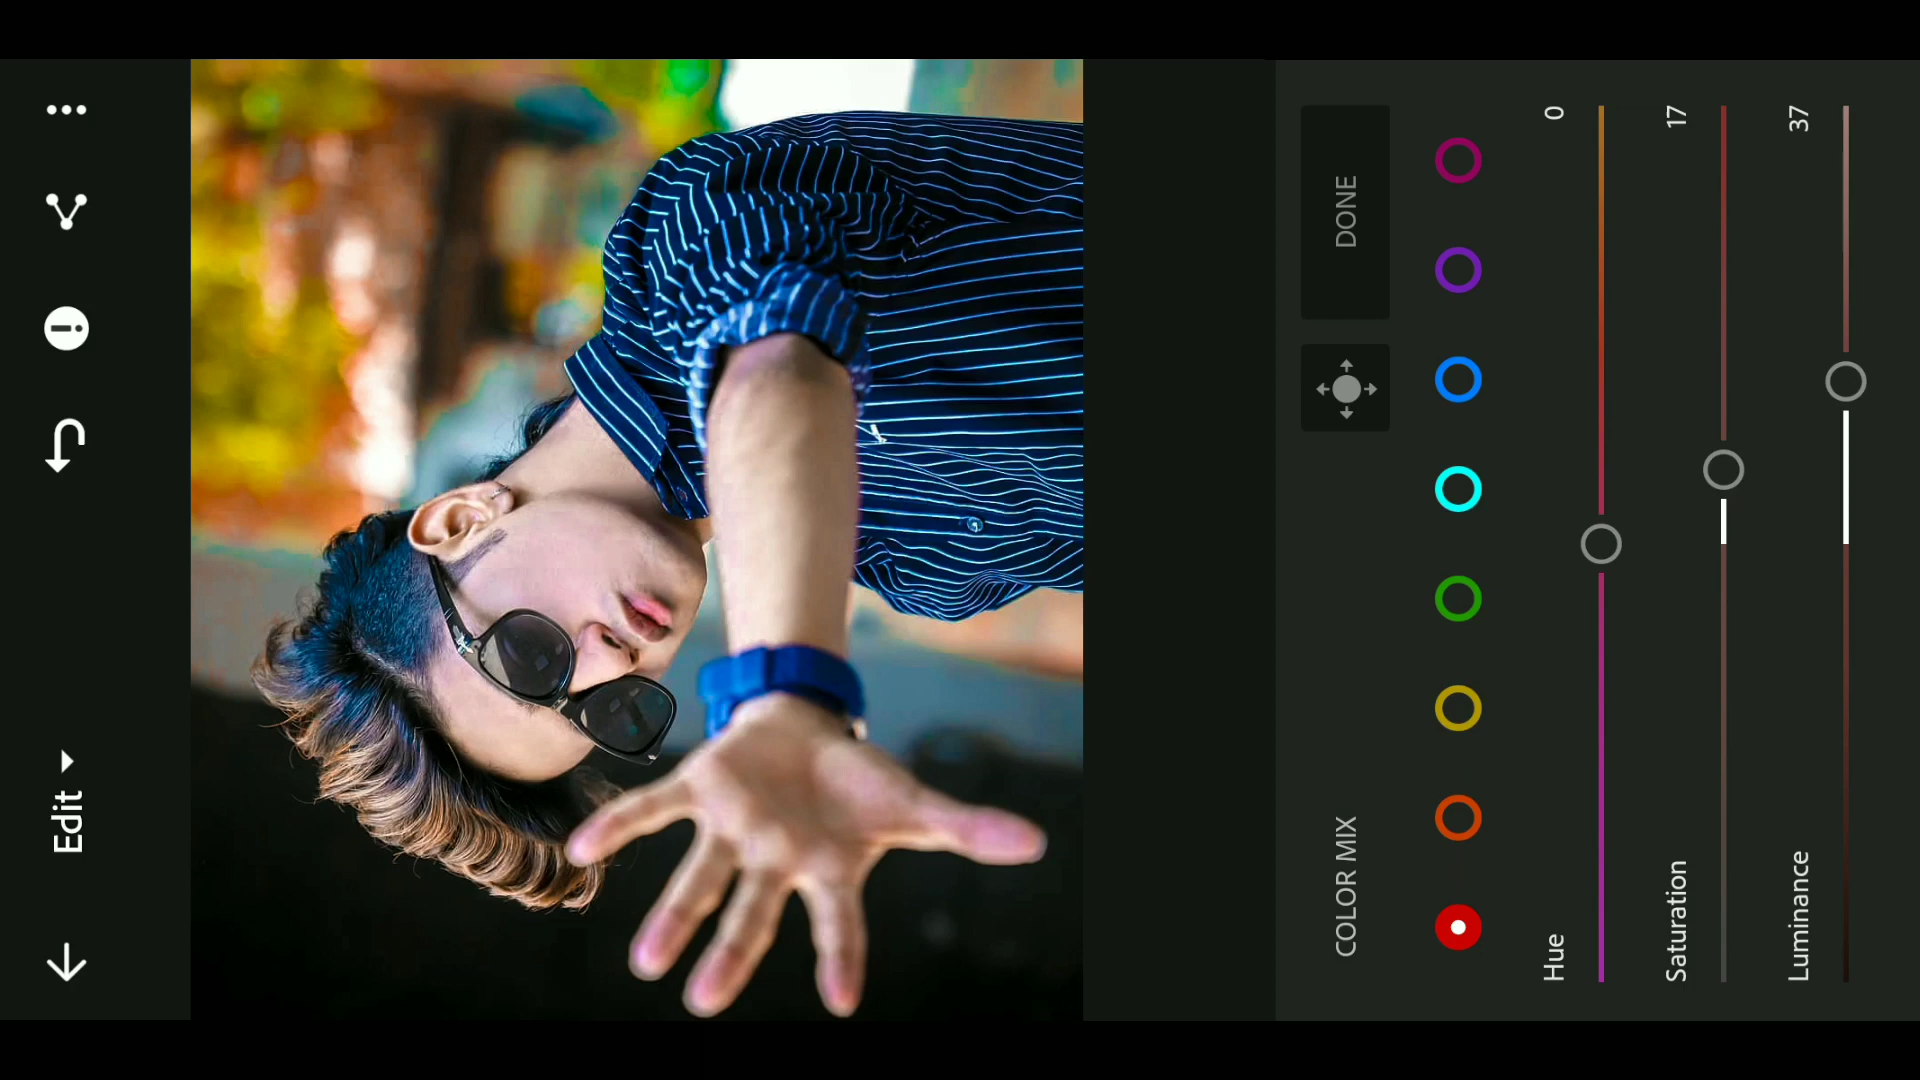 Edit
COLOR MIX
DONE
Hue
0
Saturation
17
Luminance
37